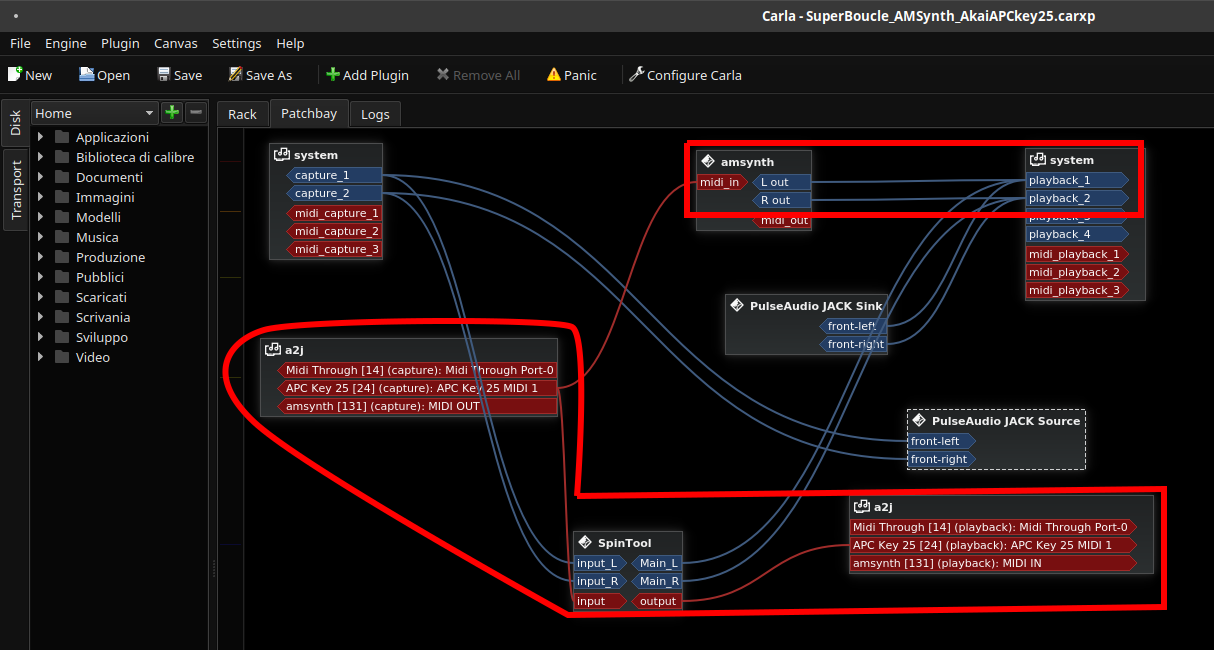 Carla - SuperBoucle_AMSynth_AkaiAPCkey25.carxp
File Engine Plugin Canvas Settings Help
New Open Save Save As Add Plugin Remove All Panic Configure Carla
Disk
Transport
Home
Applicazioni
Biblioteca di calibre
Documenti
Immagini
Modelli
Musica
Produzione
Pubblici
Scaricati
Scrivania
Sviluppo
Video
Rack Patchbay Logs
system
capture_1
capture_2
midi_capture_1
midi_capture_2
midi_capture_3
amsynth
midi_in L out
R out
midi_out
system
playback_1
playback_2
playback_3
playback_4
midi_playback_1
midi_playback_2
midi_playback_3
PulseAudio JACK Sink
front-left
front-right
a2j
Midi Through [14] (capture): Midi Through Port-0
APC Key 25 [24] (capture): APC Key 25 MIDI 1
amsynth [131] (capture): MIDI OUT
PulseAudio JACK Source
front-left
front-right
SpinTool
input_L Main_L
input_R Main_R
input output
a2j
Midi Through [14] (playback): Midi Through Port-0
APC Key 25 [24] (playback): APC Key 25 MIDI 1
amsynth [131] (playback): MIDI IN